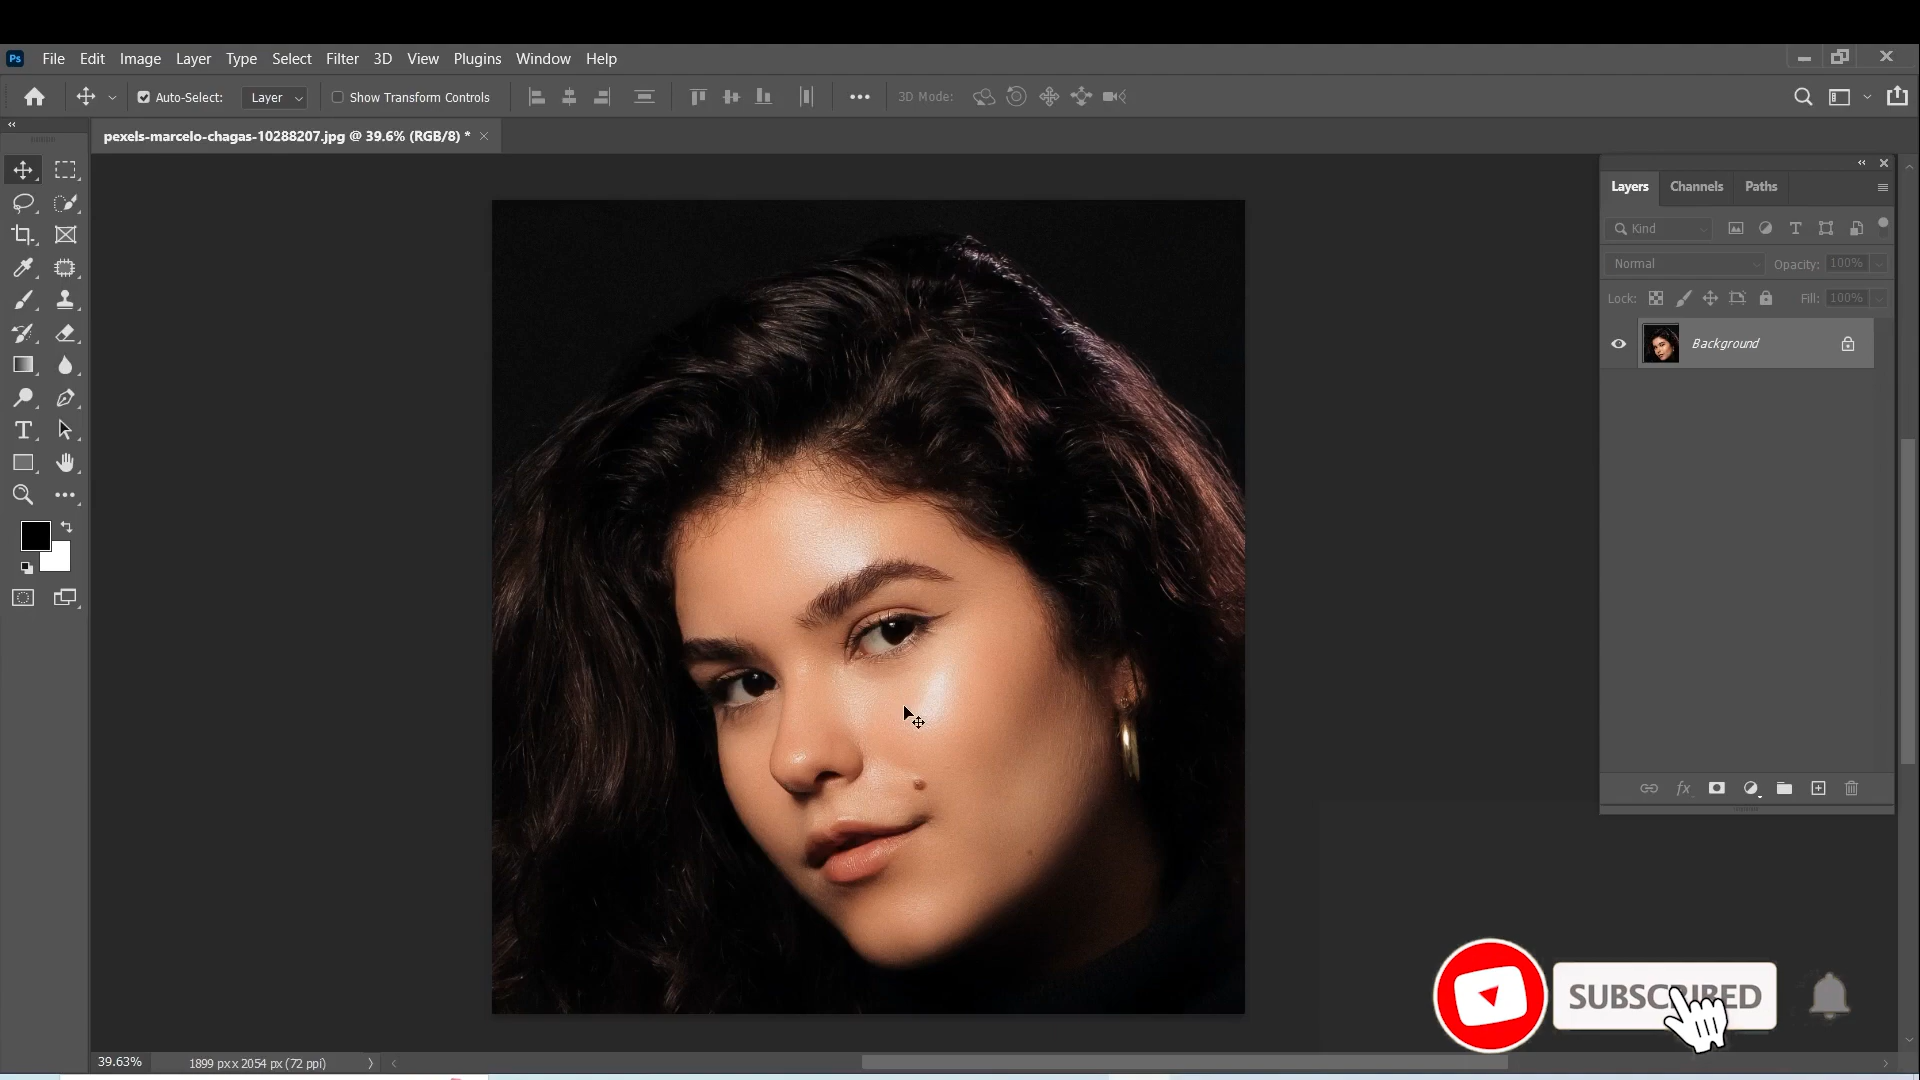 Ps File Edit Image Layer Type Select Filter 3D View Plugins Window Help
Auto-Select: Layer Show Transform Controls 3D Mode:
pexels-marcelo-chagas-10288207.jpg @ 39.6% (RGB/8) * ×
Layers Channels Paths
Kind
Normal Opacity: 100%
Lock: Fill: 100%
Background
fx
T
SUBSCRIBED
39.63% 1899 px x 2054 px (72 ppi)